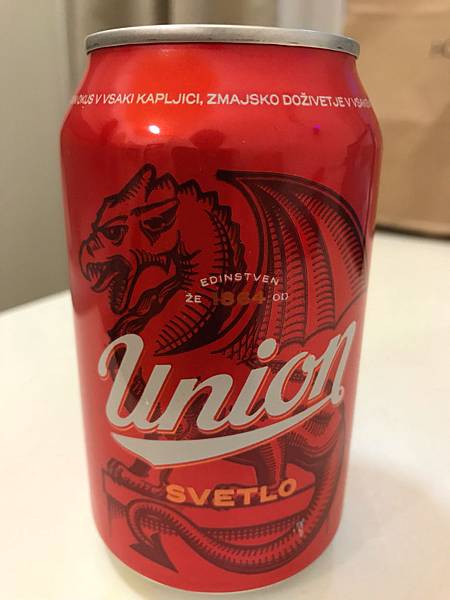 OKUS V VSAKI KAPLJICI, ZMAJSKO DOŽIVETJE V
EDINSTVEN
ŽE 1864 OD
Union
SVETLO